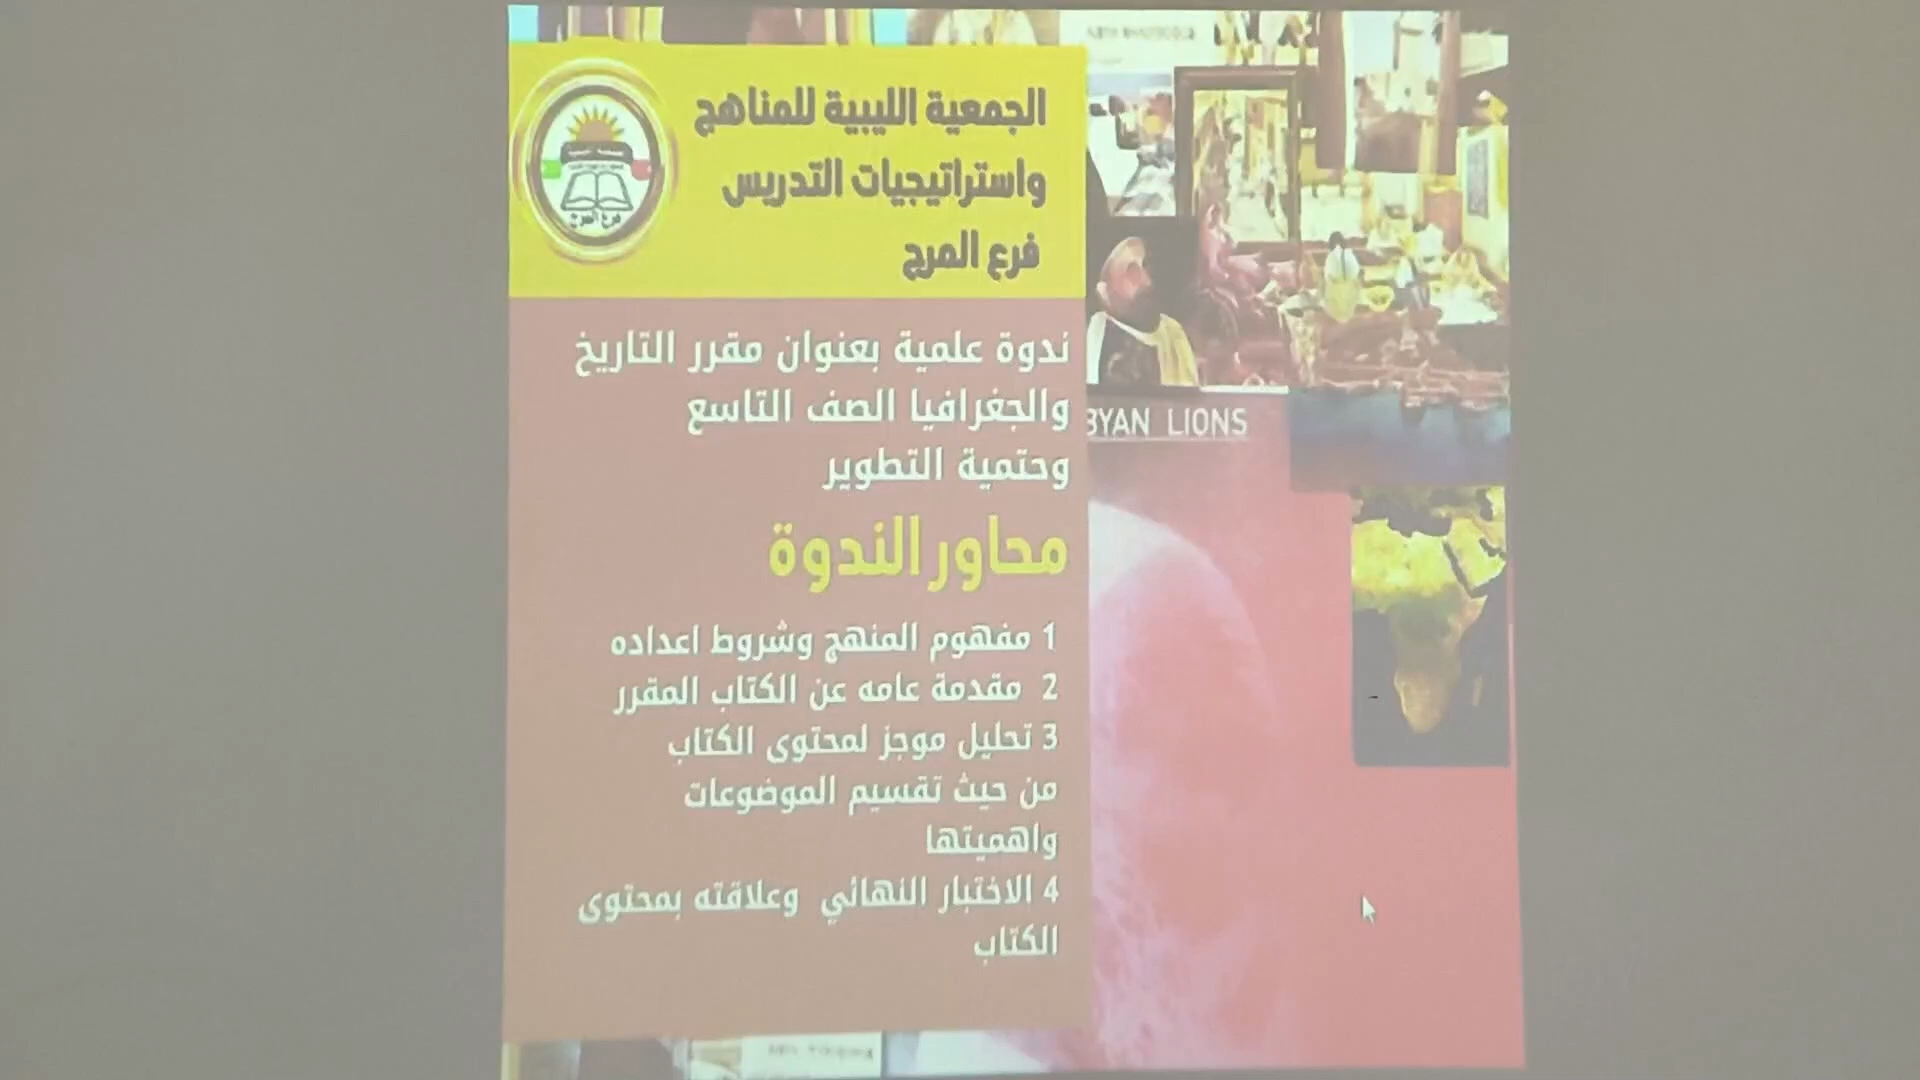 الجمعية الليبية للمناهج
واستراتيجيات التدريس
فرع المرج
فرع المرج
ندوة علمية بعنوان مقرر التاريخ
والجغرافيا الصف التاسع
وحتمية التطوير
محاور الندوة
1 مفهوم المنهج وشروط اعداده
2 مقدمة عامه عن الكتاب المقرر
3 تحليل موجز لمحتوى الكتاب
من حيث تقسيم الموضوعات
واهميتها
4 الاختبار النهائي وعلاقته بمحتوى
الكتاب
BYAN LIONS